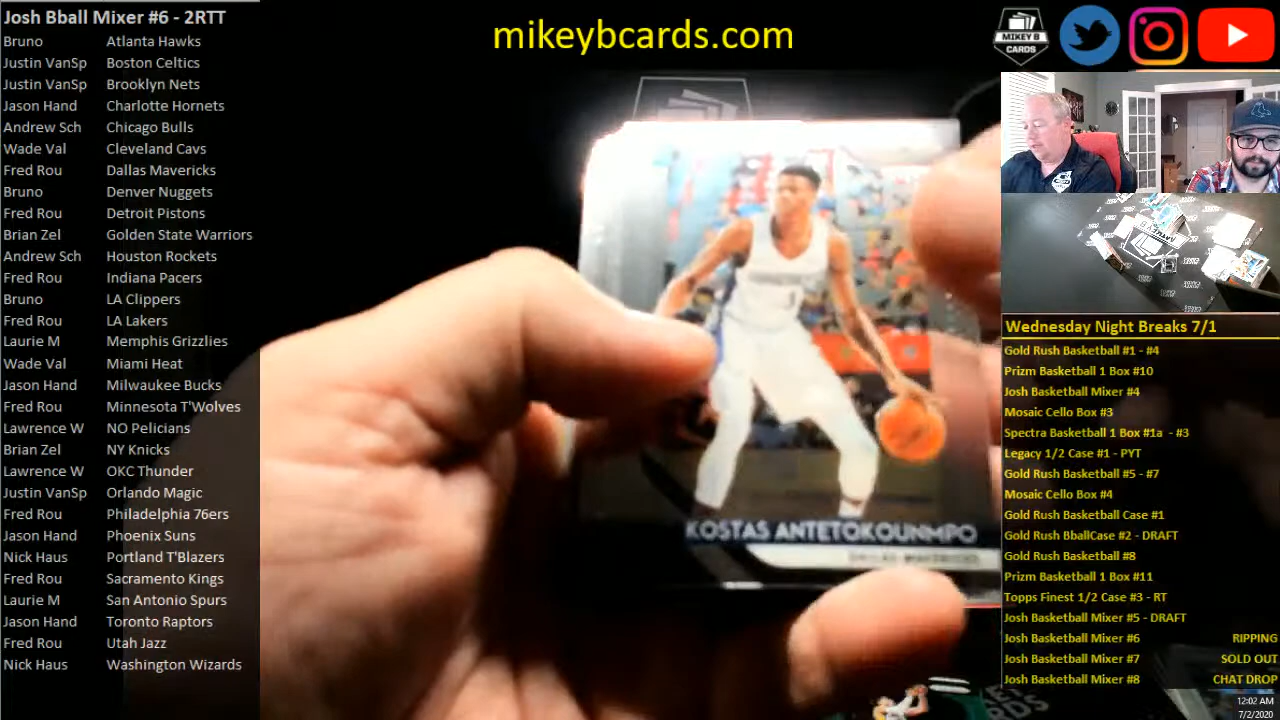 Josh Bball Mixer #6 - 2RTT
Bruno Atlanta Hawks
Justin VanSp Boston Celtics
Justin VanSp Brooklyn Nets
Jason Hand Charlotte Hornets
Andrew Sch Chicago Bulls
Wade Val Cleveland Cavs
Fred Rou Dallas Mavericks
Bruno Denver Nuggets
Fred Rou Detroit Pistons
Brian Zel Golden State Warriors
Andrew Sch Houston Rockets
Fred Rou Indiana Pacers
Bruno LA Clippers
Fred Rou LA Lakers
Laurie M Memphis Grizzlies
Wade Val Miami Heat
Jason Hand Milwaukee Bucks
Fred Rou Minnesota T'Wolves
Lawrence W NO Pelicians
Brian Zel NY Knicks
Lawrence W OKC Thunder
Justin VanSp Orlando Magic
Fred Rou Philadelphia 76ers
Jason Hand Phoenix Suns
Nick Haus Portland T'Blazers
Fred Rou Sacramento Kings
Laurie M San Antonio Spurs
Jason Hand Toronto Raptors
Fred Rou Utah Jazz
Nick Haus Washington Wizards
mikeybcards.com
MIKEY B
CARDS
KOSTAS ANTETOKOUNMPO
Wednesday Night Breaks 7/1
Gold Rush Basketball #1 - #4
Prizm Basketball 1 Box #10
Josh Basketball Mixer #4
Mosaic Cello Box #3
Spectra Basketball 1 Box #1a - #3
Legacy 1/2 Case #1 - PYT
Gold Rush Basketball #5 - #7
Mosaic Cello Box #4
Gold Rush Basketball Case #1
Gold Rush BballCase #2 - DRAFT
Gold Rush Basketball #8
Prizm Basketball 1 Box #11
Topps Finest 1/2 Case #3 - RT
Josh Basketball Mixer #5 - DRAFT
Josh Basketball Mixer #6 RIPPING
Josh Basketball Mixer #7 SOLD OUT
Josh Basketball Mixer #8 CHAT DROP
12:02 AM
7/2/2020